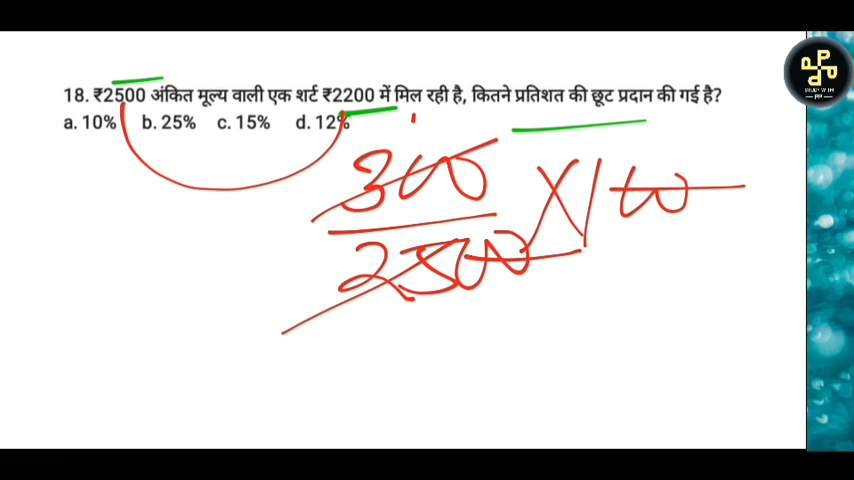 18. ₹2500 अंकित मूल्य वाली एक शर्ट ₹2200 में मिल रही है, कितने प्रतिशत की छूट प्रदान की गई है?
a. 10% b. 25% c. 15% d. 12%
300
2500
X100